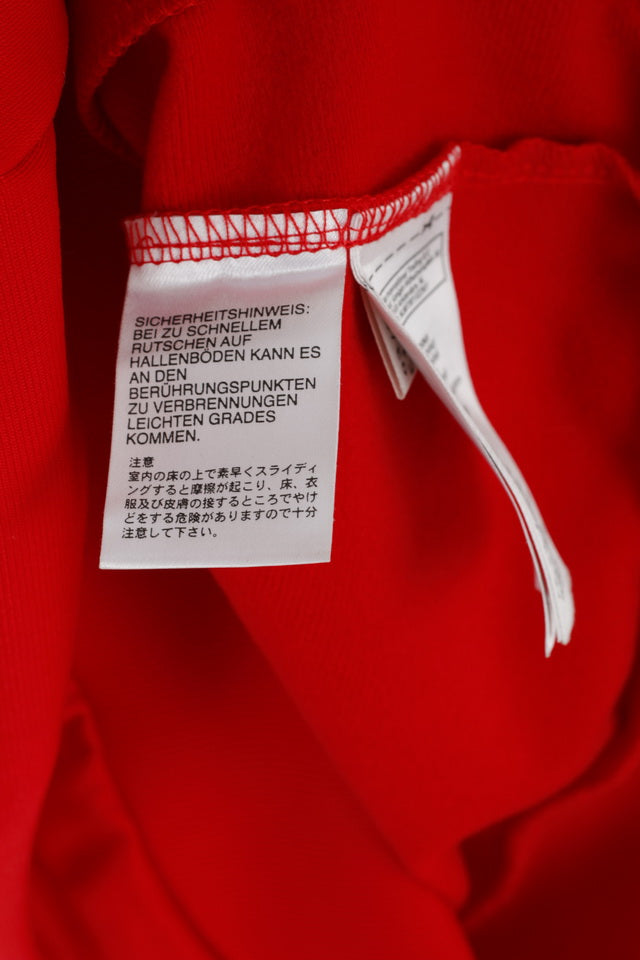 SICHERHEITSHINWEIS:
BEI ZU SCHNELLEM
RUTSCHEN AUF
HALLENBÖDEN KANN ES
AN DEN
BERÜHRUNGSPUNKTEN
ZU VERBRENNUNGEN
LEICHTEN GRADES
KOMMEN.
注意
室内の床の上で素早くスライディ
ングすると摩擦が起こり、床、衣
服及び皮膚の接するところでやけ
どをする危険がありますので十分
注意して下さい。